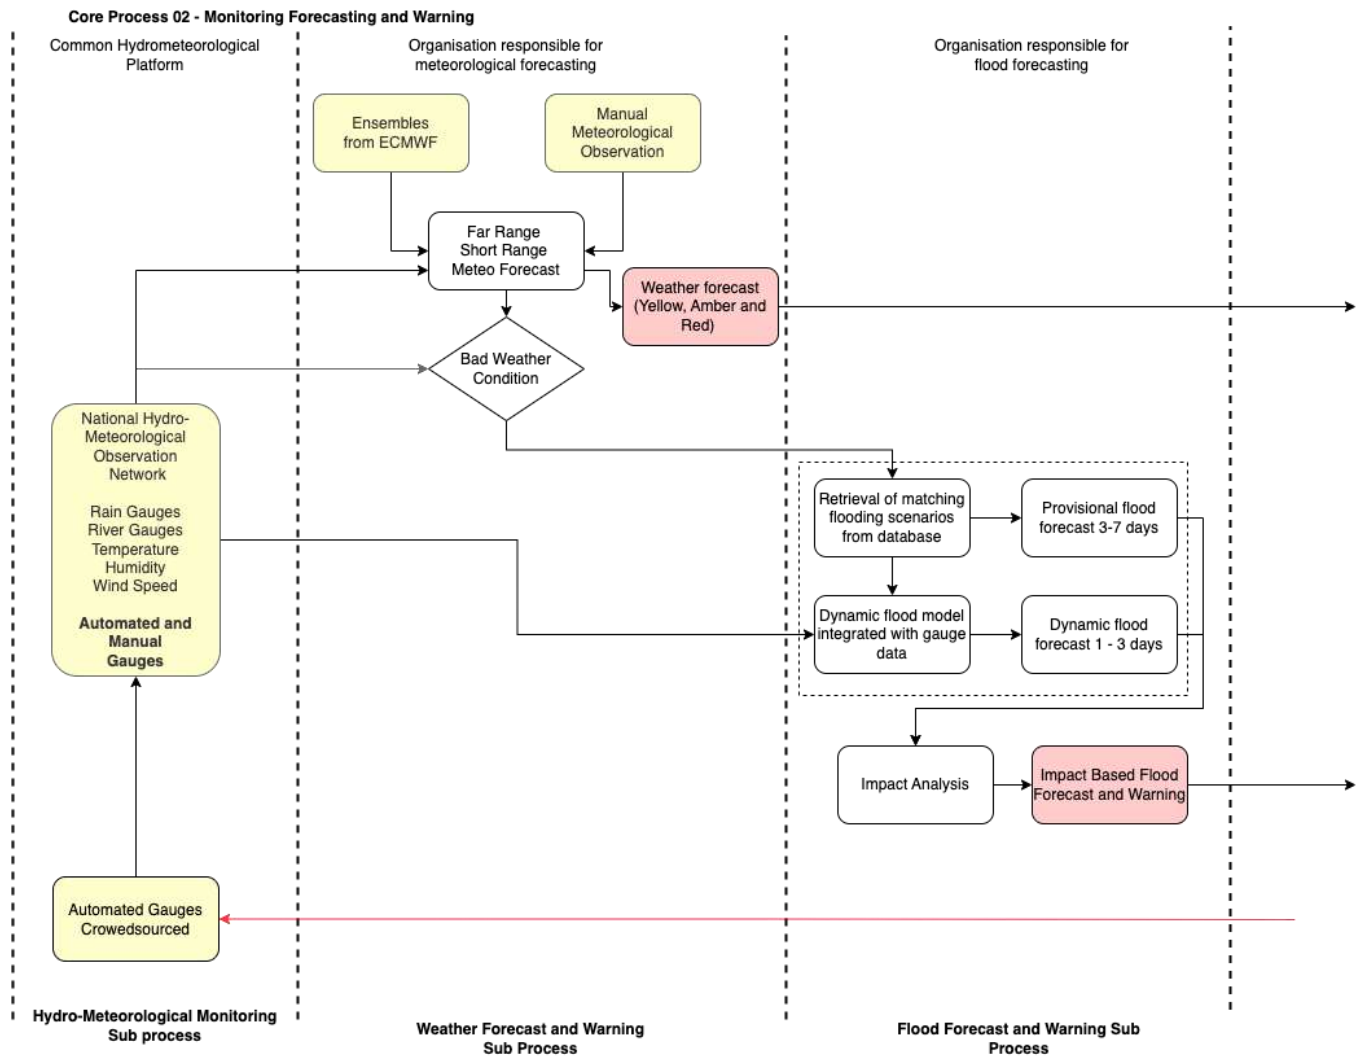 Core Process 02 - Monitoring Forecasting and Warning
Common Hydrometeorological
Platform
Organisation responsible for
meteorological forecasting
Organisation responsible for
flood forecasting
Ensembles
from ECMWF
Manual
Meteorological
Observation
Far Range
Short Range
Meteo Forecast
Weather forecast
(Yellow, Amber and
Red)
Bad Weather
Condition
National Hydro-
Meteorological
Observation
Network
Rain Gauges
River Gauges
Temperature
Humidity
Wind Speed
Automated and
Manual
Gauges
Retrieval of matching
flooding scenarios
from database
Provisional flood
forecast 3-7 days
Dynamic flood model
integrated with gauge
data
Dynamic flood
forecast 1 - 3 days
Impact Analysis
Impact Based Flood
Forecast and Warning
Automated Gauges
Crowedsourced
Hydro-Meteorological Monitoring
Sub process
Weather Forecast and Warning
Sub Process
Flood Forecast and Warning Sub
Process